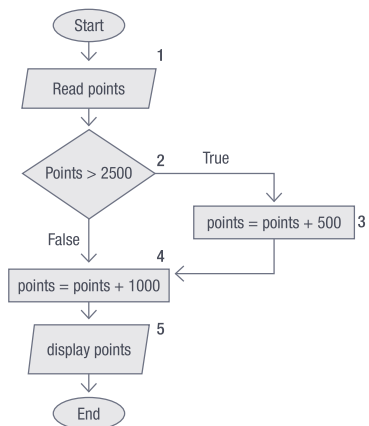 Start
1
Read points
Points > 2500
2
True
points = points + 500
3
False
4
points = points + 1000
5
display points
End